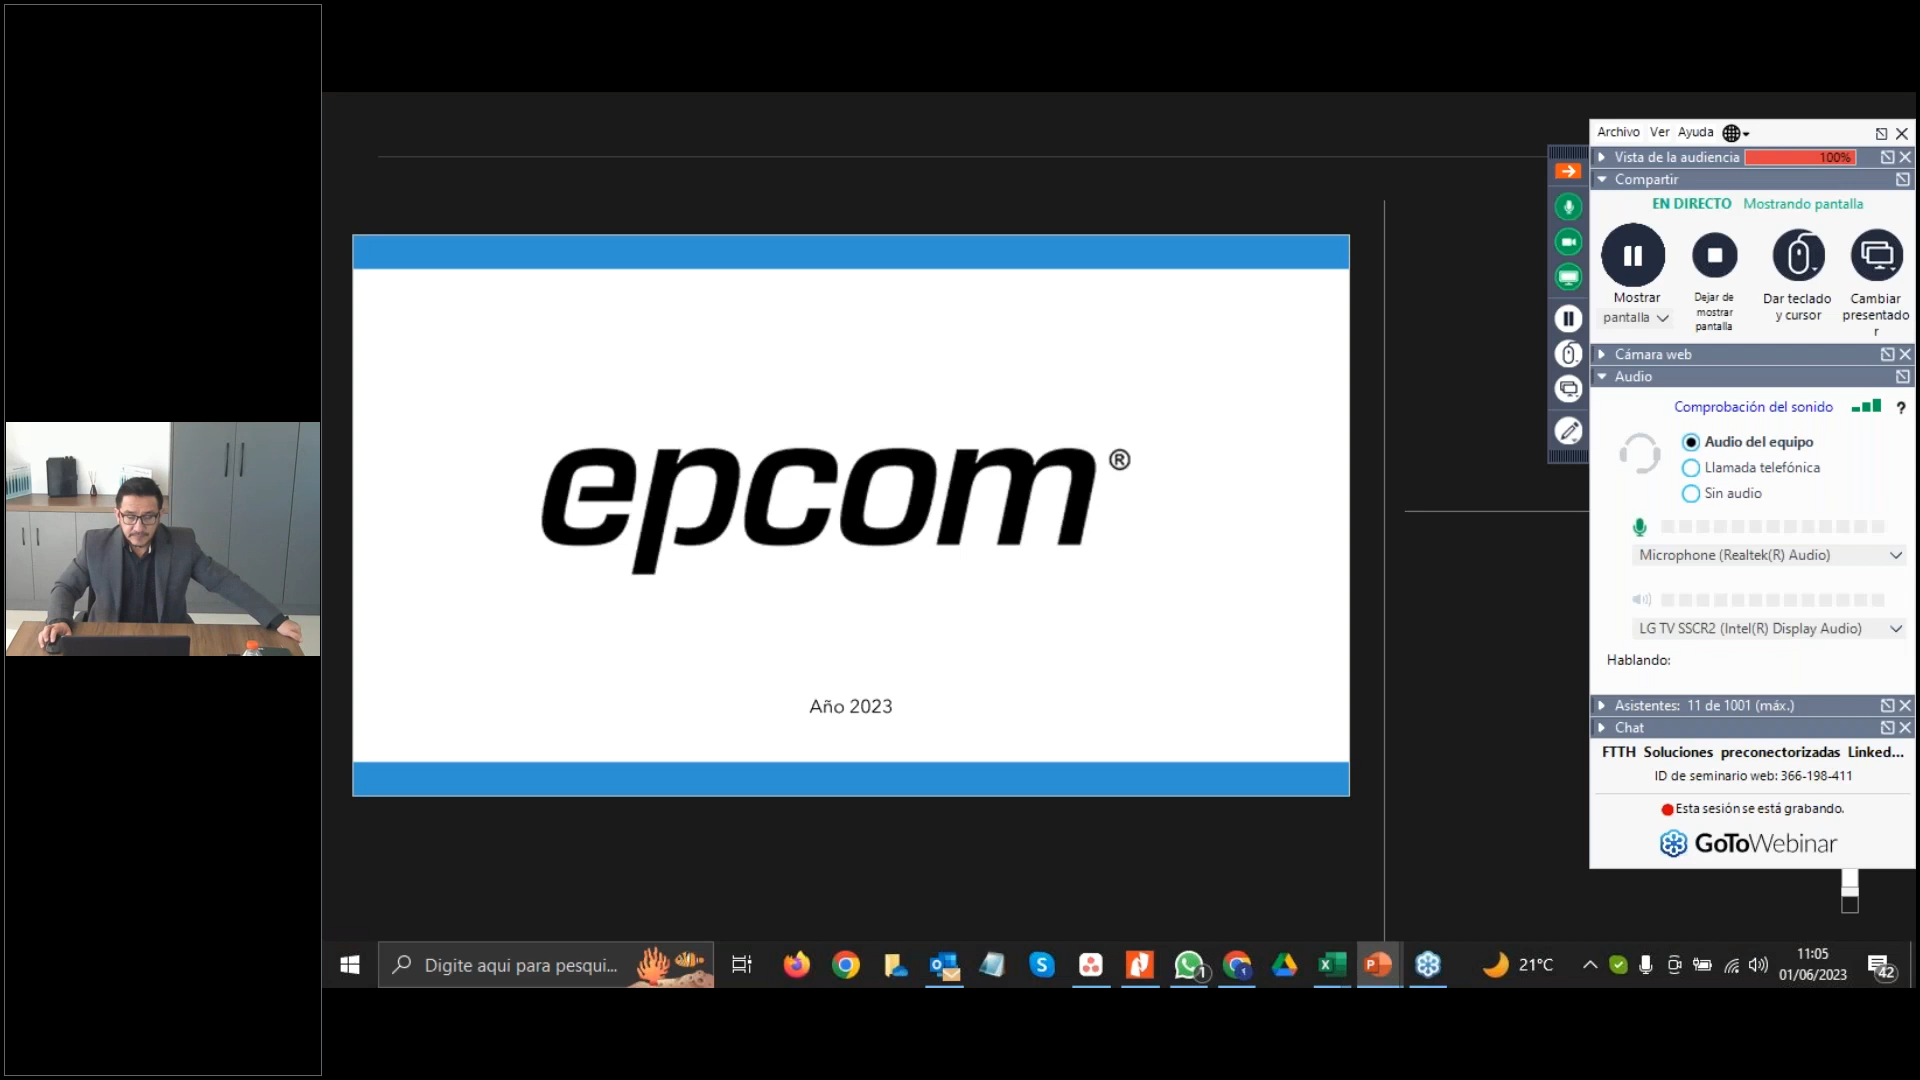 epcom®
Año 2023
Archivo Ver Ayuda
Vista de la audiencia 100%
Compartir
EN DIRECTO Mostrando pantalla
Mostrar
pantalla
Dejar de
mostrar
pantalla
Dar teclado
y cursor
Cambiar
presentado
r
Cámara web
Audio
Comprobación del sonido ?
Audio del equipo
Llamada telefónica
Sin audio
Microphone (Realtek(R) Audio)
LG TV SSCR2 (Intel(R) Display Audio)
Hablando:
Asistentes: 11 de 1001 (máx.)
Chat
FTTH Soluciones preconectorizadas Linked...
ID de seminario web: 366-198-411
Esta sesión se está grabando.
GoToWebinar
Digite aqui para pesqui...
1
21°C
11:05
01/06/2023
42